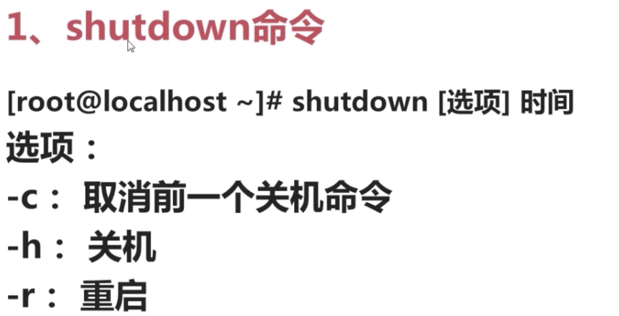 1、shutdown命令
[root@localhost ~]# shutdown [选项] 时间
选项：
-c： 取消前一个关机命令
-h： 关机
-r： 重启